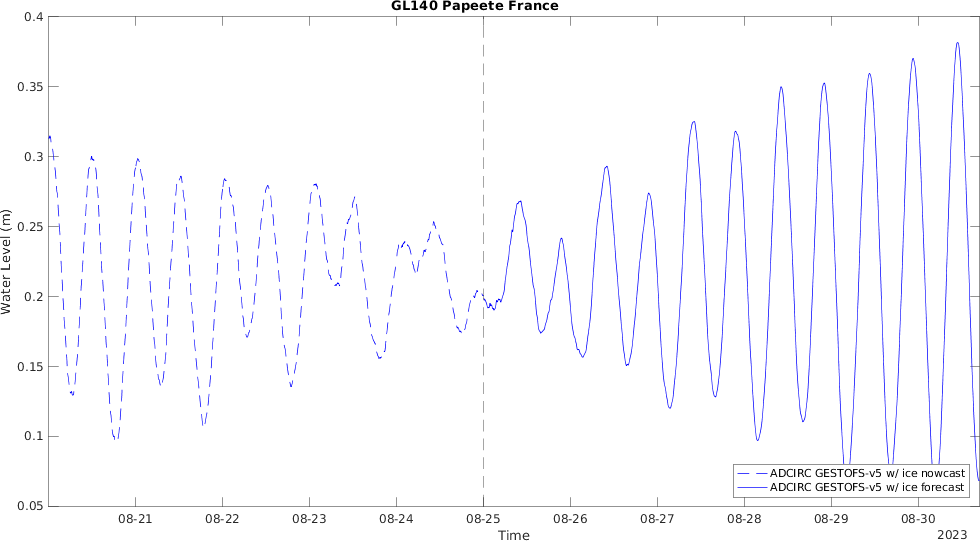 GL140 Papeete France
0.4
0.35
0.3
0.25
0.2
0.15
0.1
0.05
Water Level (m)
ADCIRC GESTOFS-v5 w/ ice nowcast
ADCIRC GESTOFS-v5 w/ ice forecast
08-21 08-22 08-23 08-24 08-25 08-26 08-27 08-28 08-29 08-30
Time
2023